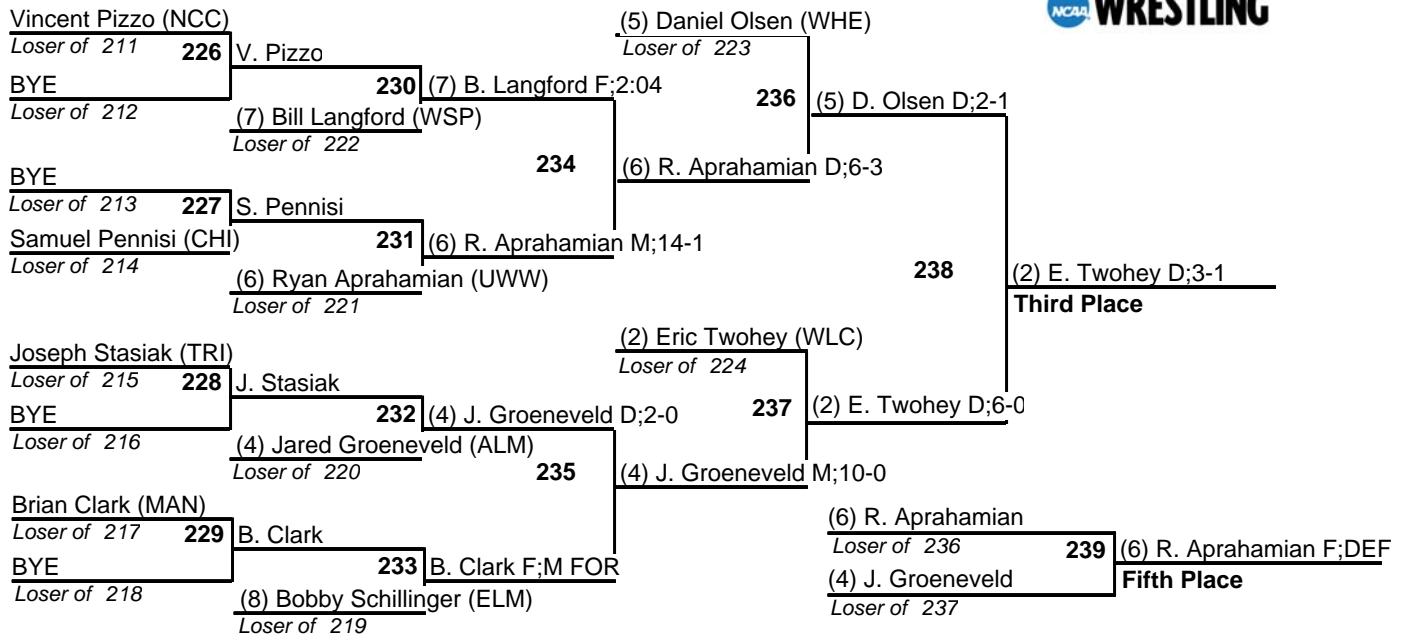 NCAA WRESTLING
Vincent Pizzo (NCC)
Loser of 211
226
V. Pizzo
BYE
Loser of 212
230
(7) B. Langford F;2:04
(7) Bill Langford (WSP)
Loser of 222
BYE
Loser of 213
227
S. Pennisi
Samuel Pennisi (CHI)
Loser of 214
231
(6) R. Aprahamian M;14-1
(6) Ryan Aprahamian (UWW)
Loser of 221
234
(5) Daniel Olsen (WHE)
Loser of 223
236
(5) D. Olsen D;2-1
(6) R. Aprahamian D;6-3
238
(2) E. Twohey D;3-1
Third Place
Joseph Stasiak (TRI)
Loser of 215
228
J. Stasiak
BYE
Loser of 216
232
(4) J. Groeneveld D;2-0
(4) Jared Groeneveld (ALM)
Loser of 220
Brian Clark (MAN)
Loser of 217
229
B. Clark
BYE
Loser of 218
233
B. Clark F;M FOR
(8) Bobby Schillinger (ELM)
Loser of 219
235
(2) Eric Twohey (WLC)
Loser of 224
237
(2) E. Twohey D;6-0
(4) J. Groeneveld M;10-0
(6) R. Aprahamian
Loser of 236
239
(6) R. Aprahamian F;DEF
Fifth Place
(4) J. Groeneveld
Loser of 237